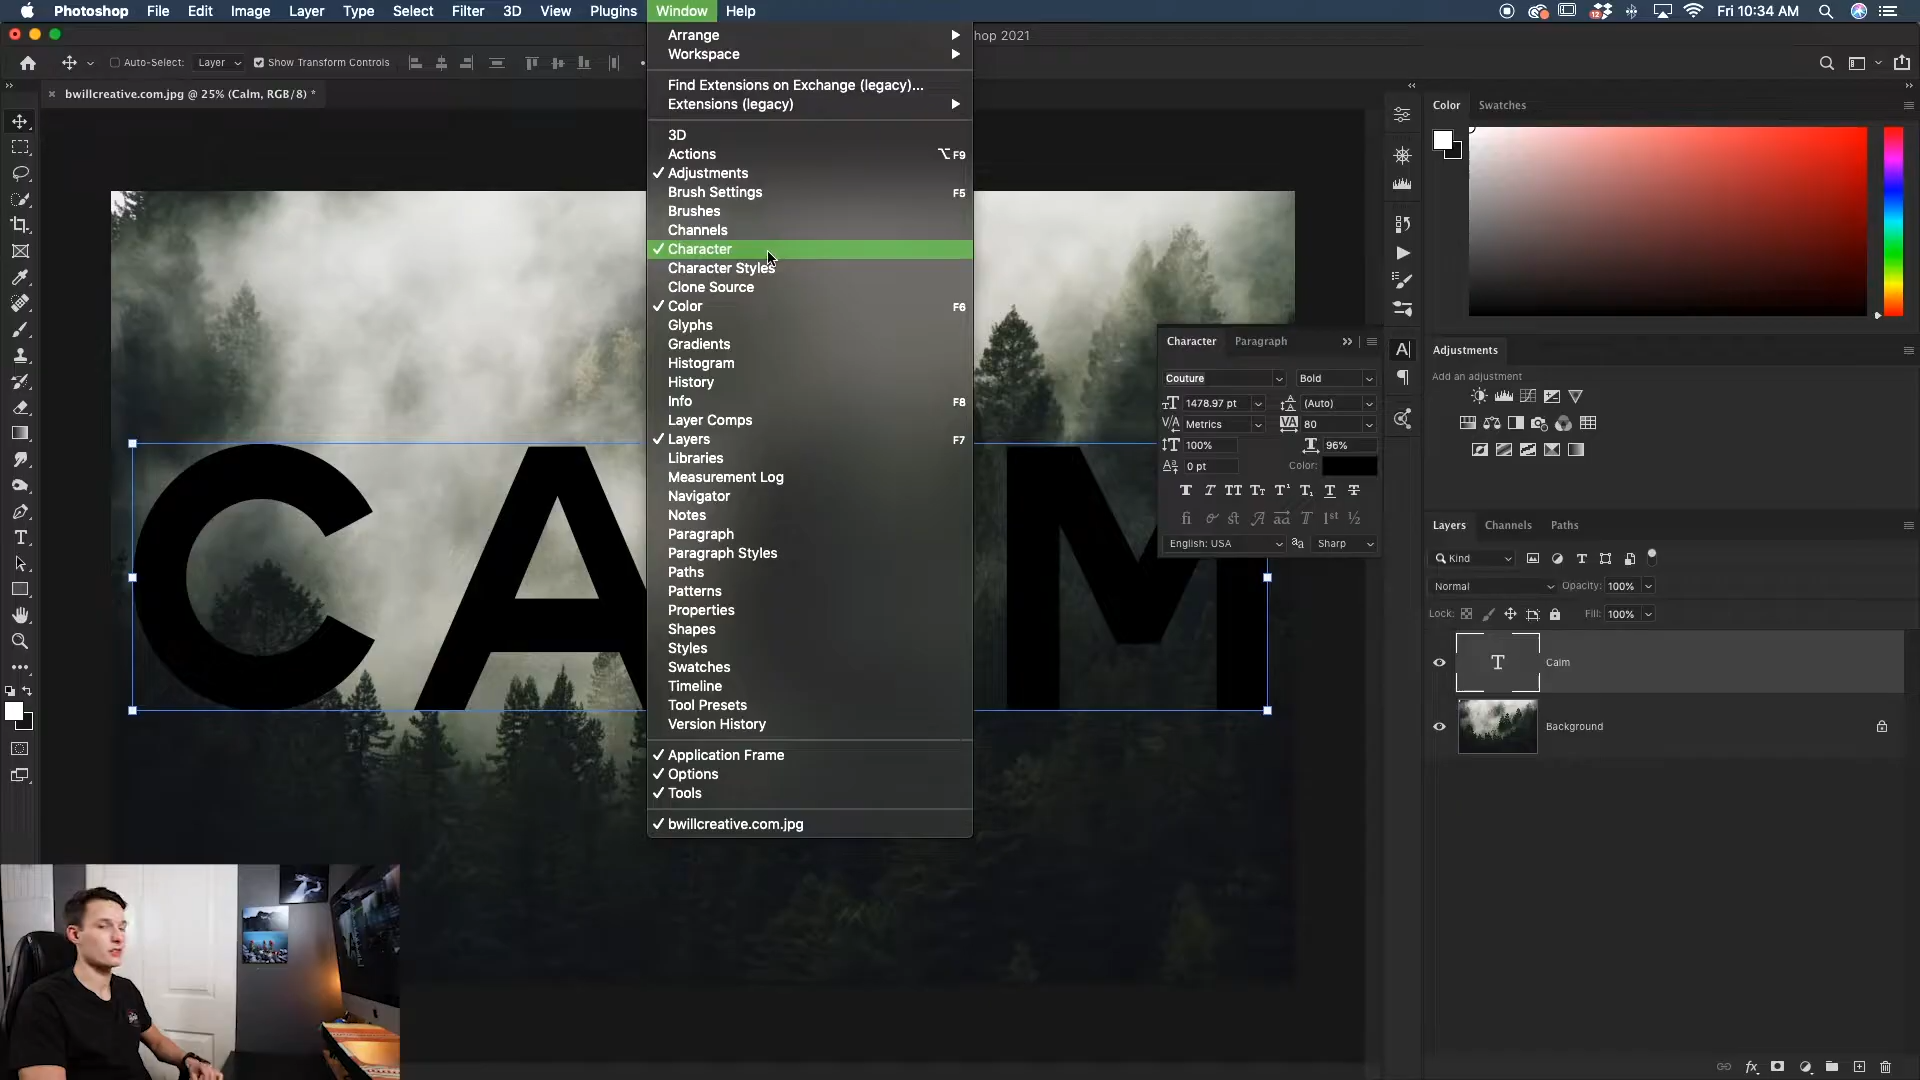 Photoshop File Edit Image Layer Type Select Filter 3D View Plugins Window Help
12
Fri 10:34 AM
hop 2021
Auto-Select: Layer Show Transform Controls
bwillcreative.com.jpg @ 25% (Calm, RGB/8) *
Arrange
Workspace
Find Extensions on Exchange (legacy)...
Extensions (legacy)
3D
Actions ⌥F9
Adjustments
Brush Settings F5
Brushes
Channels
Character
Character Styles
Clone Source
Color F6
Glyphs
Gradients
Histogram
History
Info F8
Layer Comps
Layers F7
Libraries
Measurement Log
Navigator
Notes
Paragraph
Paragraph Styles
Paths
Patterns
Properties
Shapes
Styles
Swatches
Timeline
Tool Presets
Version History
Application Frame
Options
Tools
bwillcreative.com.jpg
CA M
Character Paragraph
Couture Bold
1478.97 pt (Auto)
Metrics 80
100% 96%
0 pt Color:
English: USA Sharp
Color Swatches
Adjustments
Add an adjustment
Layers Channels Paths
Kind
Normal Opacity: 100%
Lock: Fill: 100%
Calm
Background
fx